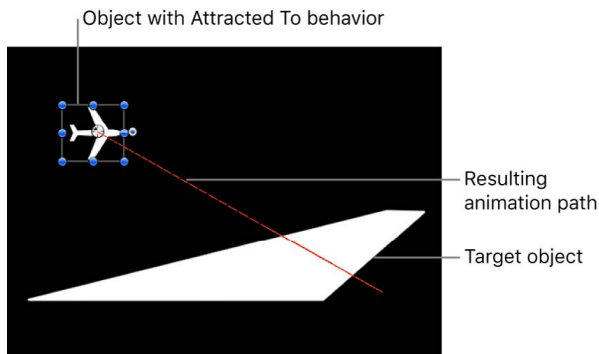 Object with Attracted To behavior
Resulting
animation path
Target object